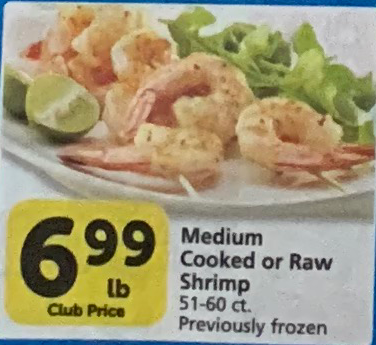 6.99
lb
Club Price
Medium
Cooked or Raw
Shrimp
51-60 ct.
Previously frozen